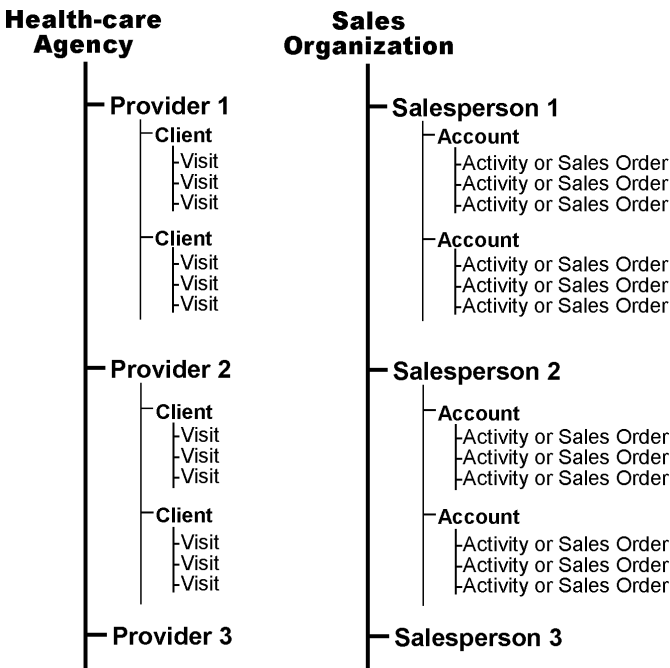 Health-care
Agency
Provider 1
Client
Visit
Visit
Visit
Client
Visit
Visit
Visit
Provider 2
Client
Visit
Visit
Visit
Client
Visit
Visit
Visit
Provider 3
Sales
Organization
Salesperson 1
Account
Activity or Sales Order
Activity or Sales Order
Activity or Sales Order
Account
Activity or Sales Order
Activity or Sales Order
Activity or Sales Order
Salesperson 2
Account
Activity or Sales Order
Activity or Sales Order
Activity or Sales Order
Account
Activity or Sales Order
Activity or Sales Order
Activity or Sales Order
Salesperson 3